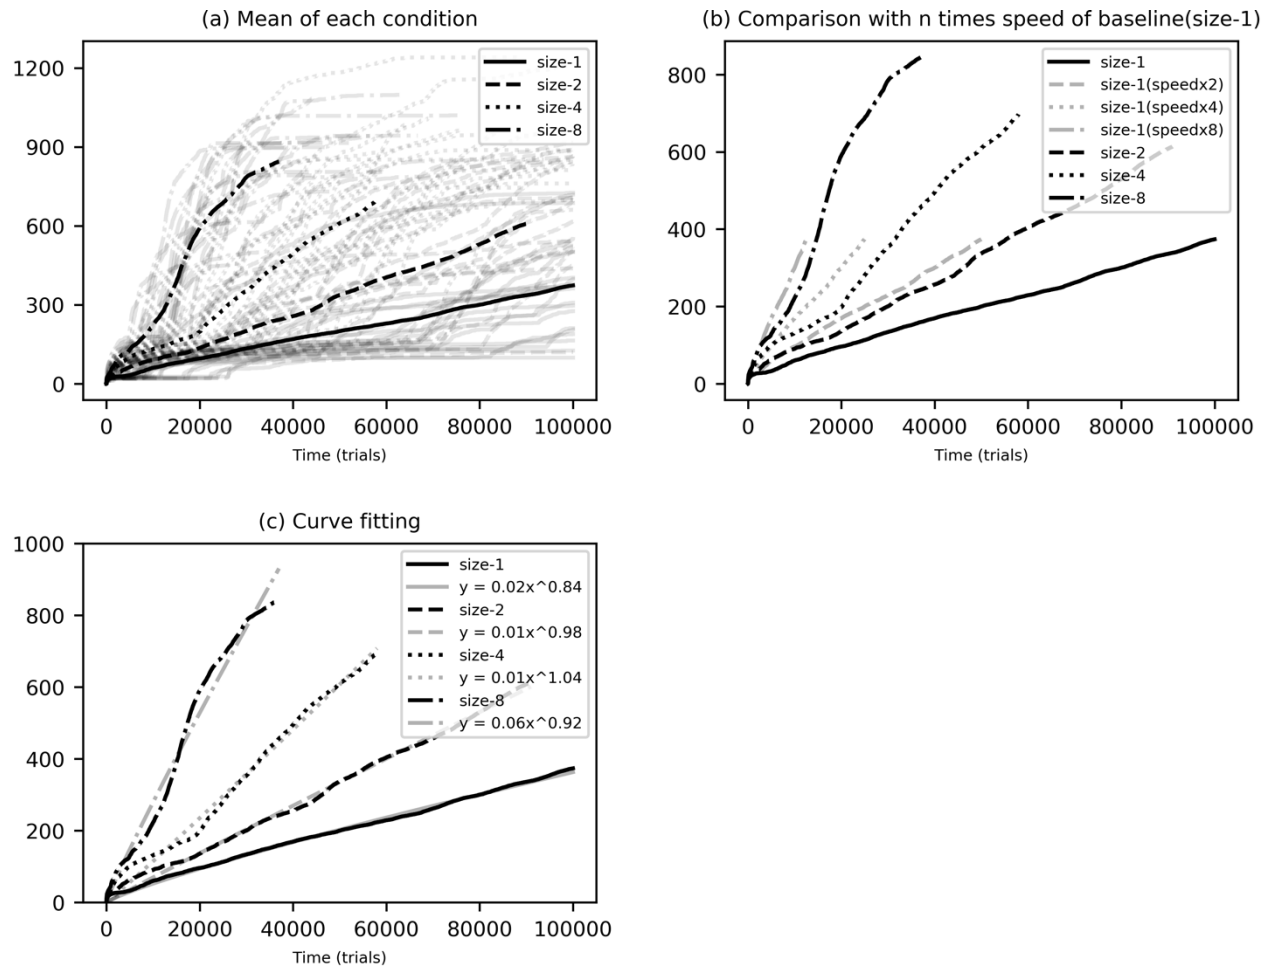 (a) Mean of each condition
1200
900
600
300
0
size-1
size-2
size-4
size-8
0 20000 40000 60000 80000 100000
Time (trials)
(b) Comparison with n times speed of baseline(size-1)
800
600
400
200
0
size-1
size-1(speedx2)
size-1(speedx4)
size-1(speedx8)
size-2
size-4
size-8
0 20000 40000 60000 80000 100000
Time (trials)
(c) Curve fitting
1000
800
600
400
200
0
size-1
y = 0.02x^0.84
size-2
y = 0.01x^0.98
size-4
y = 0.01x^1.04
size-8
y = 0.06x^0.92
0 20000 40000 60000 80000 100000
Time (trials)